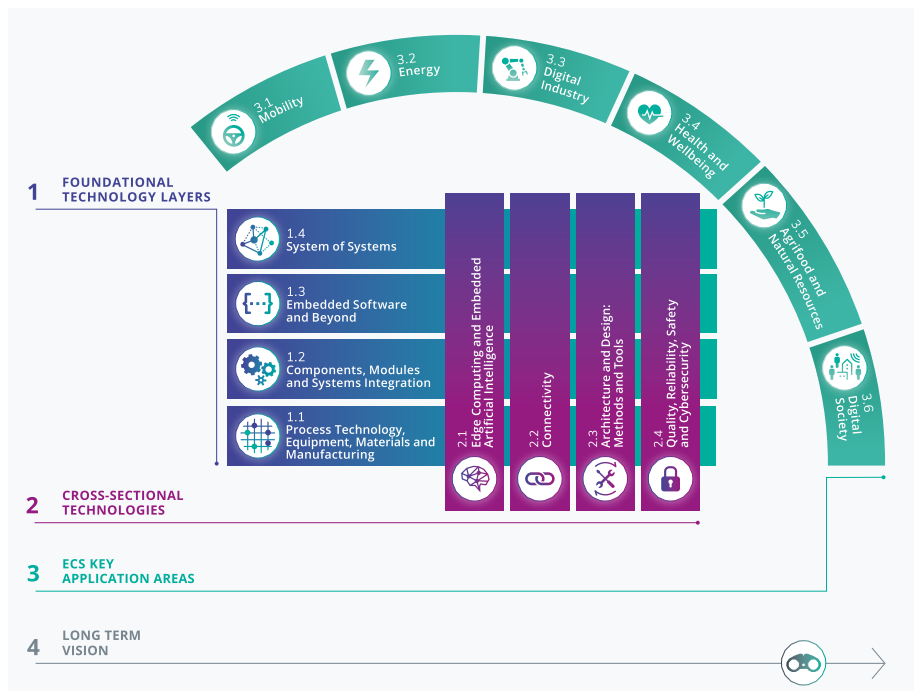 3.1
Mobility
3.2
Energy
3.3
Digital
Industry
3.4
Health and
Wellbeing
3.5
Agrifood and
Natural Resources
3.6
Digital
Society
1
FOUNDATIONAL
TECHNOLOGY LAYERS
1.4
System of Systems
1.3
Embedded Software
and Beyond
1.2
Components, Modules
and Systems Integration
1.1
Process Technology,
Equipment, Materials and
Manufacturing
2.1
Edge Computing and Embedded
Artificial Intelligence
2.2
Connectivity
2.3
Architecture and Design:
Methods and Tools
2.4
Quality, Reliability, Safety
and Cybersecurity
2
CROSS-SECTIONAL
TECHNOLOGIES
3
ECS KEY
APPLICATION AREAS
4
LONG TERM
VISION